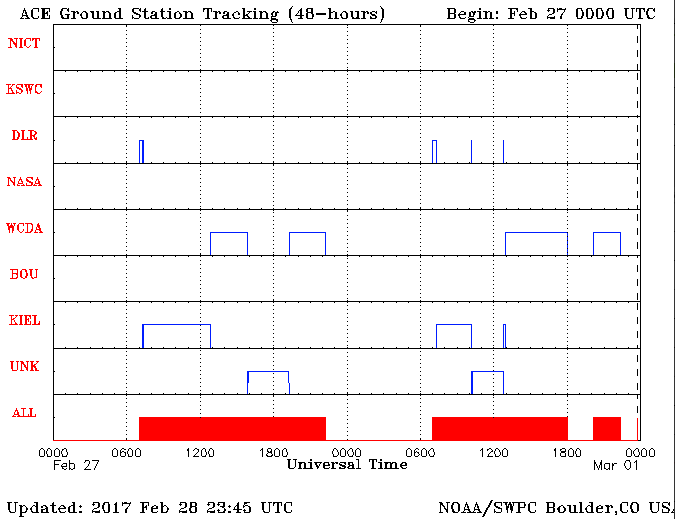 ACE Ground Station Tracking (48-hours) Begin: Feb 27 0000 UTC
NICT
KSWC
DLR
NASA
WCDA
BOU
KIEL
UNK
ALL
0000 0600 1200 1800 0000 0600 1200 1800 0000
Feb 27 Universal Time Mar 01
Updated: 2017 Feb 28 23:45 UTC NOAA/SWPC Boulder,CO USA